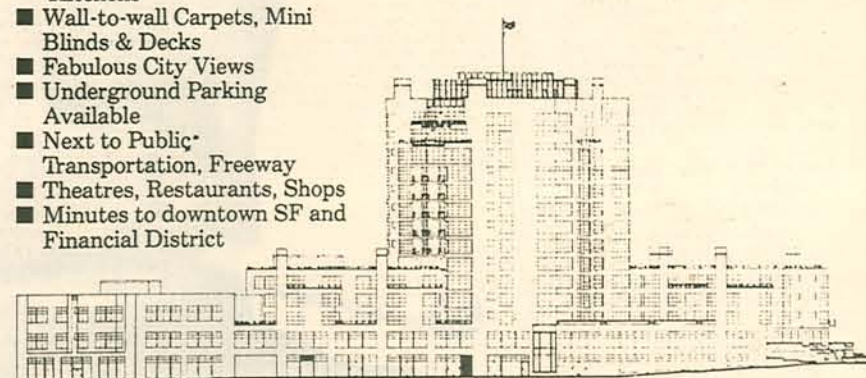 ■ Wall-to-wall Carpets, Mini
Blinds & Decks
■ Fabulous City Views
■ Underground Parking
Available
■ Next to Public
Transportation, Freeway
■ Theatres, Restaurants, Shops
■ Minutes to downtown SF and
Financial District